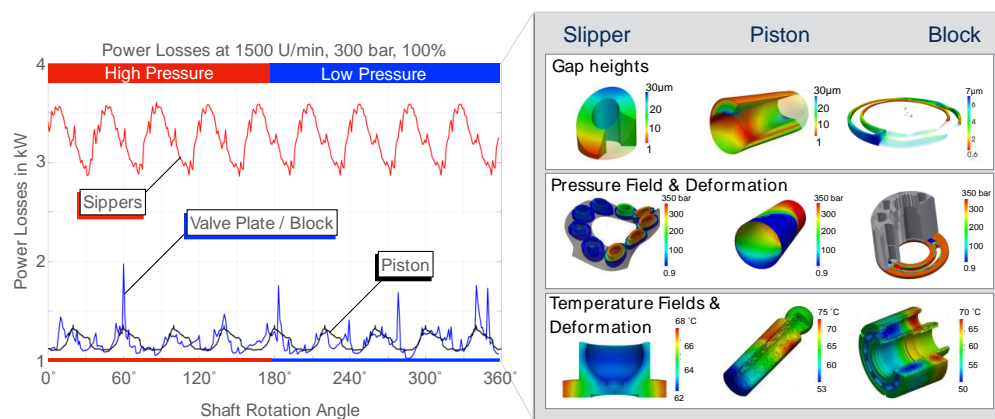 Power Losses at 1500 U/min, 300 bar, 100%
High Pressure
Low Pressure
Power Losses in kW
4
3
2
1
Sippers
Valve Plate / Block
Piston
0 60° 120° 180° 240° 300° 360°
Shaft Rotation Angle
Slipper Piston Block
Gap heights
30µm
20
10
1
30µm
20
10
1
7µm
6
4
2
0.6
Pressure Field & Deformation
350 bar
300
200
100
0.9
350 bar
300
200
100
0.9
350 bar
300
200
100
0.9
Temperature Fields &
Deformation
68 °C
66
64
62
75 °C
70
65
60
53
70 °C
65
60
55
50